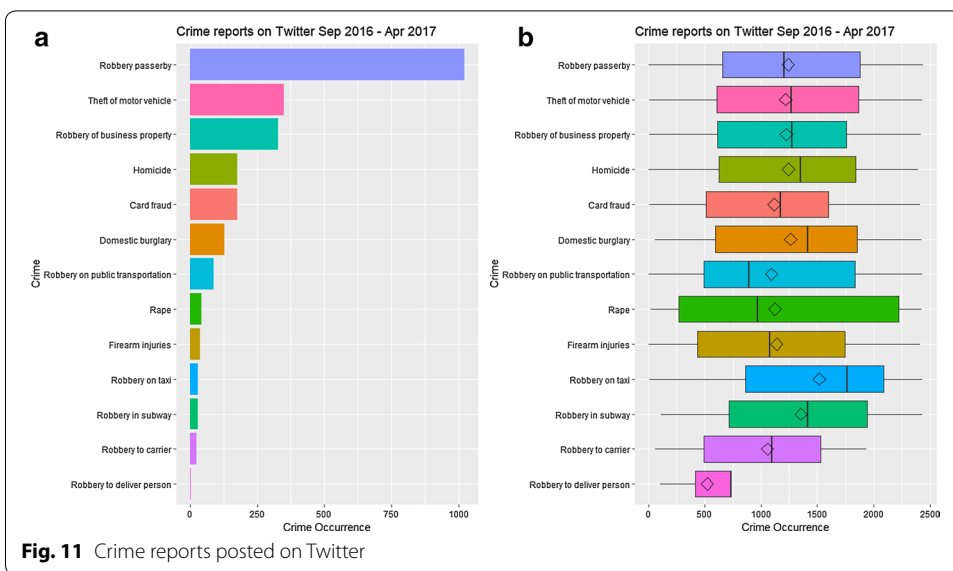 a
Crime reports on Twitter Sep 2016 - Apr 2017
Crime
Robbery passerby
Theft of motor vehicle
Robbery of business property
Homicide
Card fraud
Domestic burglary
Robbery on public transportation
Rape
Firearm injuries
Robbery on taxi
Robbery in subway
Robbery to carrier
Robbery to deliver person
0 250 500 750 1000
Crime Occurrence
b
Crime reports on Twitter Sep 2016 - Apr 2017
Crime
Robbery passerby
Theft of motor vehicle
Robbery of business property
Homicide
Card fraud
Domestic burglary
Robbery on public transportation
Rape
Firearm injuries
Robbery on taxi
Robbery in subway
Robbery to carrier
Robbery to deliver person
0 500 1000 1500 2000 2500
Crime Occurrence
Fig. 11 Crime reports posted on Twitter